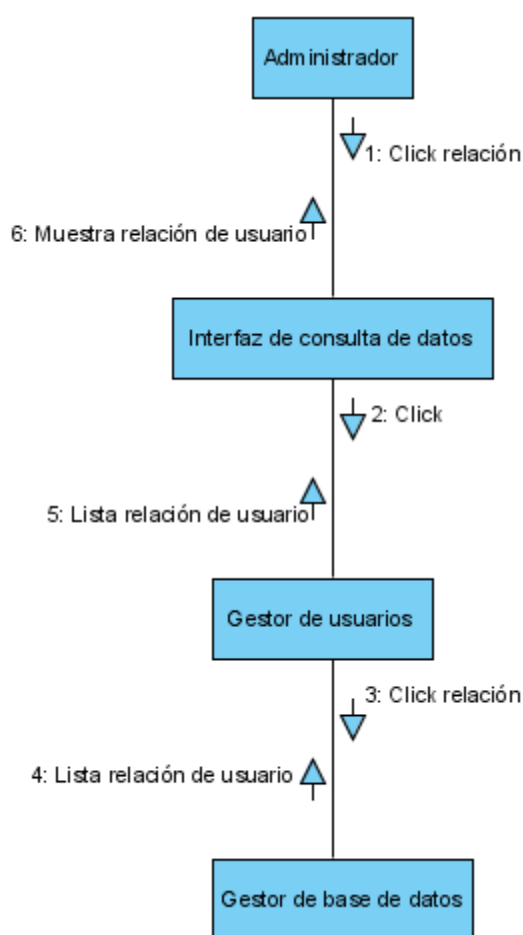 Administrador
1: Click relación
6: Muestra relación de usuario
Interfaz de consulta de datos
2: Click
5: Lista relación de usuario
Gestor de usuarios
3: Click relación
4: Lista relación de usuario
Gestor de base de datos